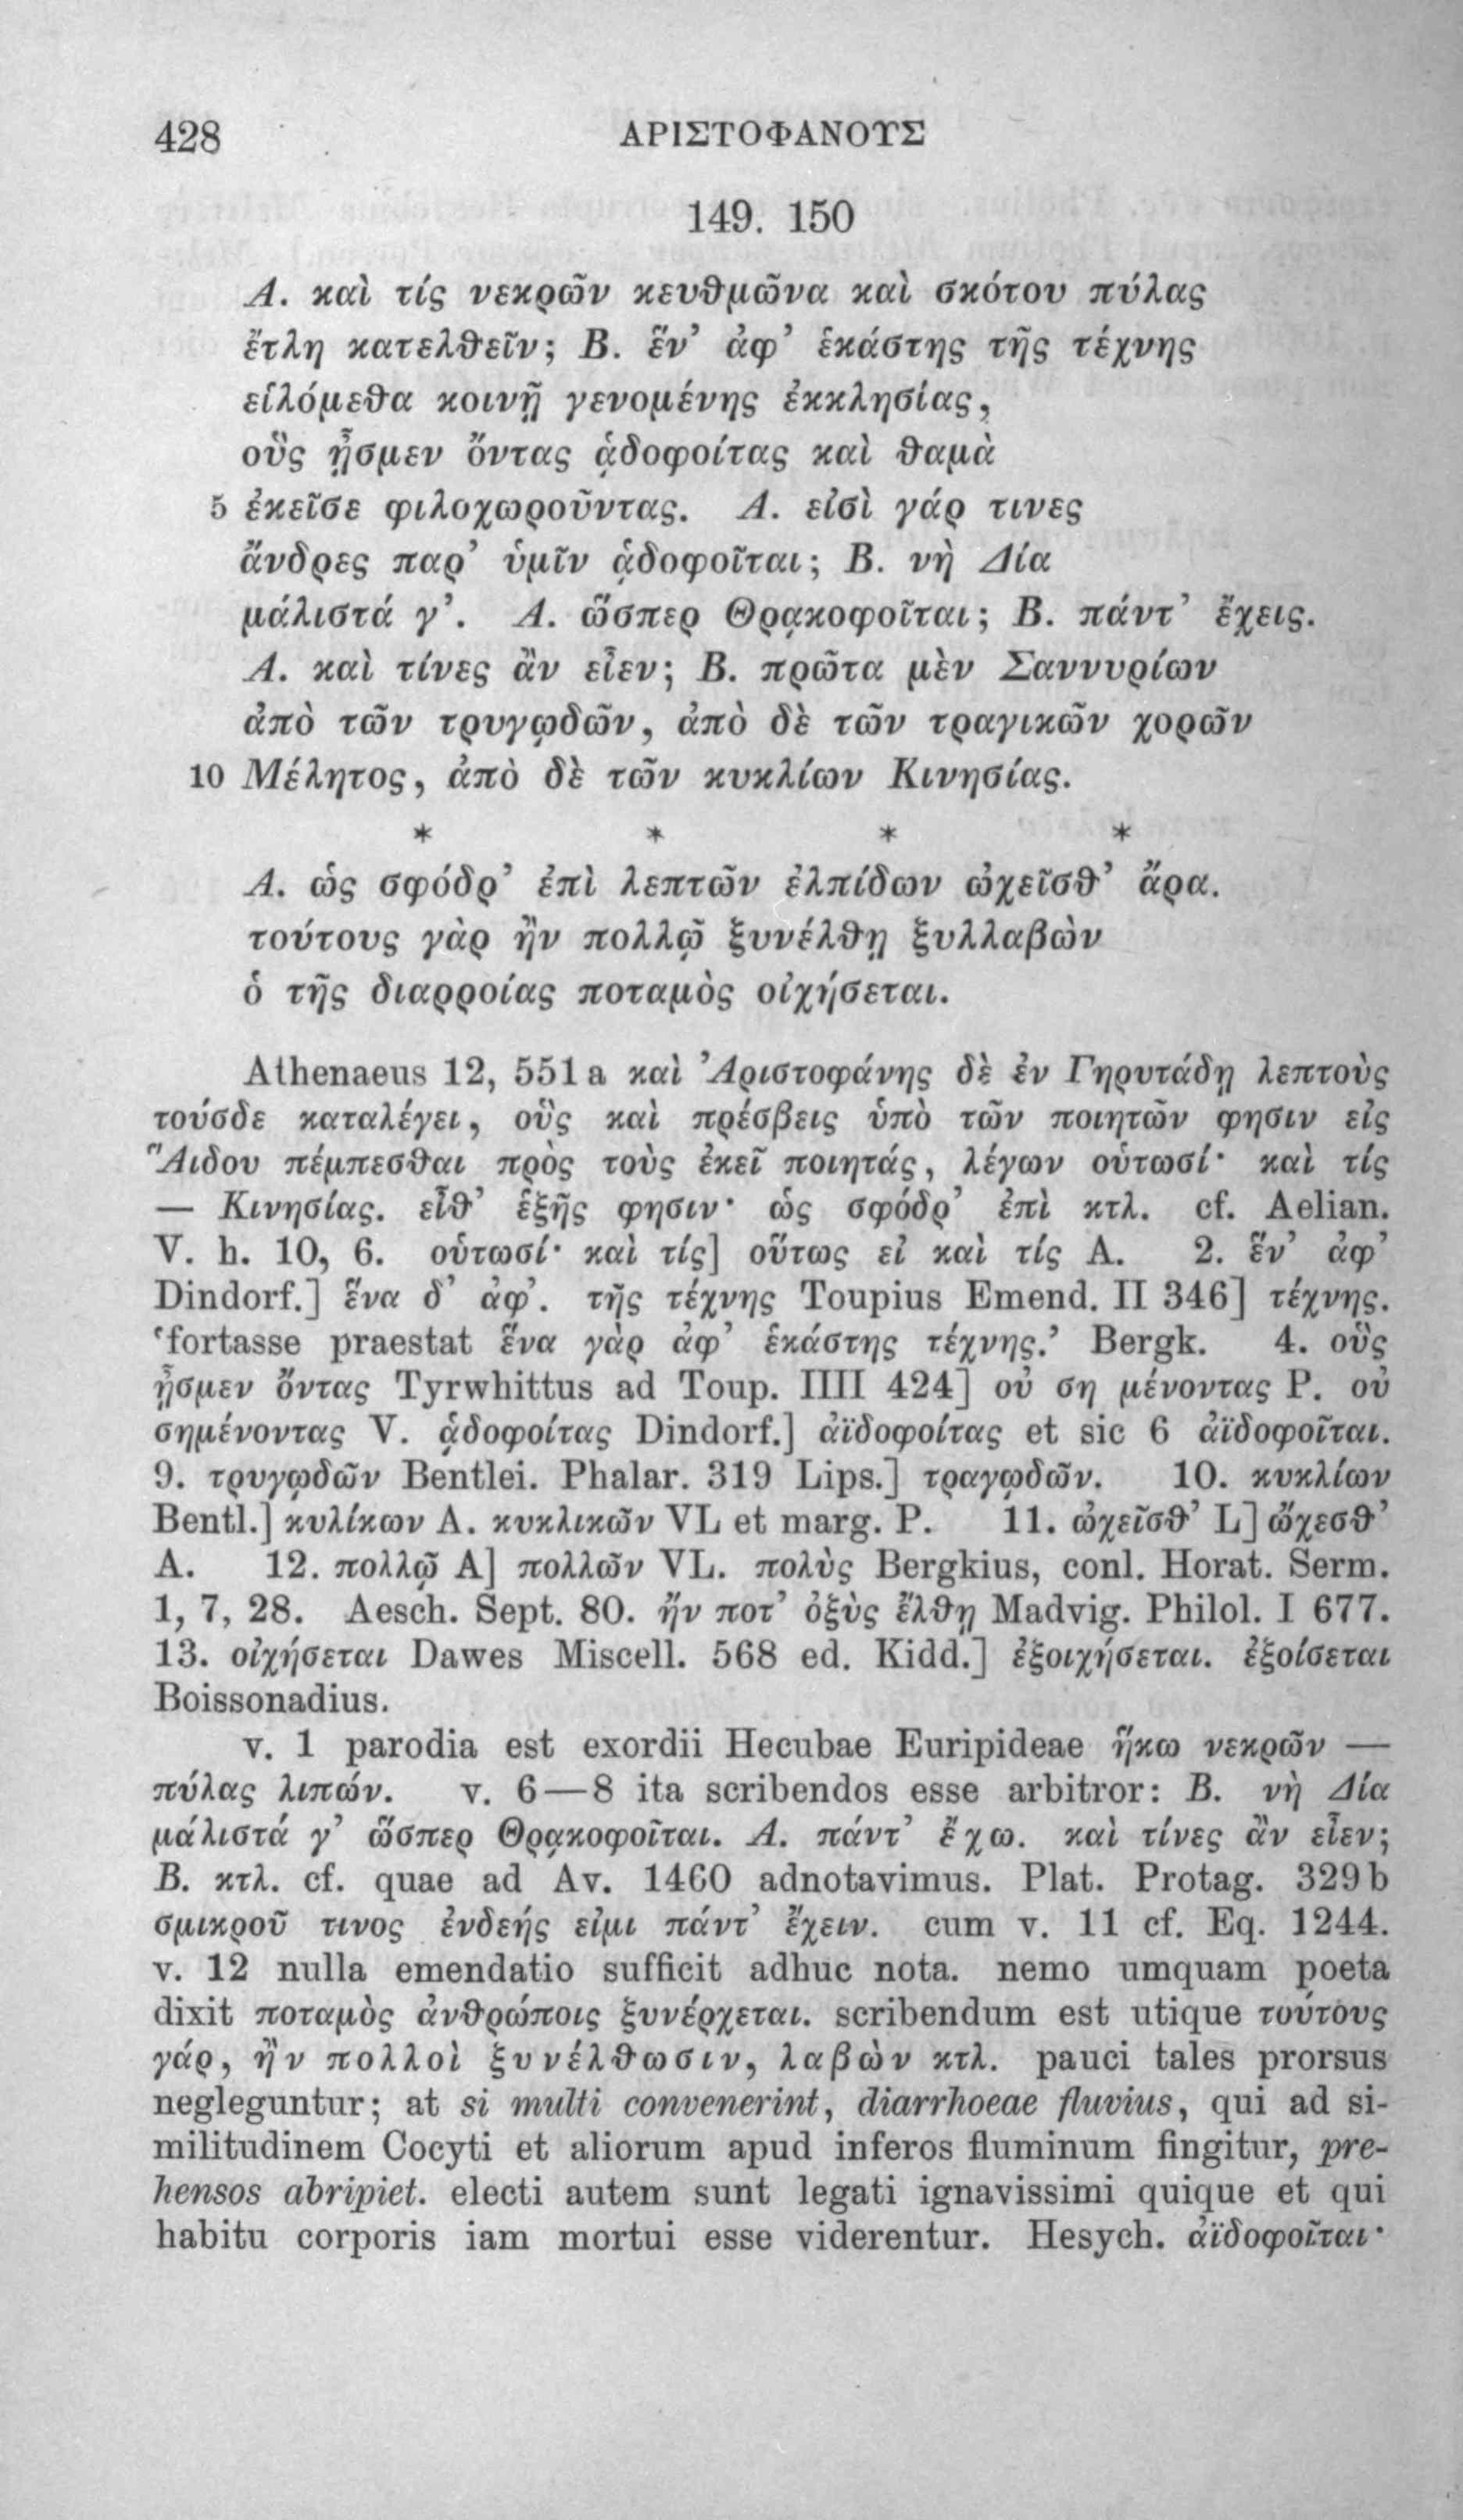 428 ΑΡΙΣΤΟΦΑΝΟΥΣ
149. 150
Α. καὶ τίς νεκρῶν κευθμῶνα καὶ σκότου πύλας
ἔτλη κατελθεῖν; Β. ἕν’ ἀφ’ ἑκάστης τῆς τέχνης
εἱλόμεθα κοινῇ γενομένης ἐκκλησίας,
οὓς ᾖσμεν ὄντας ᾁδοφοίτας καὶ θαμὰ
5 ἐκεῖσε φιλοχωροῦντας. Α. εἰσὶ γάρ τινες
ἄνδρες παρ’ ὑμῖν ᾁδοφοῖται; Β. νὴ Δία
μάλιστά γ’. Α. ὥσπερ Θρᾳκοφοῖται; Β. πάντ’ ἔχεις.
Α. καὶ τίνες ἂν εἶεν; Β. πρῶτα μὲν Σαννυρίων
ἀπὸ τῶν τρυγῳδῶν, ἀπὸ δὲ τῶν τραγικῶν χορῶν
10 Μέλητος, ἀπὸ δὲ τῶν κυκλίων Κινησίας.
* * * *
Α. ὡς σφόδρ’ ἐπὶ λεπτῶν ἐλπίδων ὠχεῖσθ’ ἄρα.
τούτους γὰρ ἢν πολλῷ ξυνέλθῃ ξυλλαβὼν
ὁ τῆς διαρροίας ποταμὸς οἰχήσεται.
Athenaeus 12, 551 a καὶ Ἀριστοφάνης δὲ ἐν Γηρυτάδῃ λεπτοὺς
τούσδε καταλέγει, οὓς καὶ πρέσβεις ὑπὸ τῶν ποιητῶν φησιν εἰς
Ἅιδου πέμπεσθαι πρὸς τοὺς ἐκεῖ ποιητάς, λέγων οὑτωσί· καὶ τίς
— Κινησίας. εἶθ’ ἑξῆς φησιν· ὡς σφόδρ’ ἐπὶ κτλ. cf. Aelian.
V. h. 10, 6. οὑτωσί· καὶ τίς] οὕτως εἰ καὶ τίς A. 2. ἕν’ ἀφ’
Dindorf.] ἕνα δ’ ἀφ’. τῆς τέχνης Toupius Emend. II 346] τέχνης.
‘fortasse praestat ἕνα γὰρ ἀφ’ ἑκάστης τέχνης.’ Bergk. 4. οὓς
ᾖσμεν ὄντας Tyrwhittus ad Toup. IIII 424] οὐ ση μένοντας P. οὐ
σημένοντας V. ᾁδοφοίτας Dindorf.] ἀϊδοφοίτας et sic 6 ἀϊδοφοῖται.
9. τρυγῳδῶν Bentlei. Phalar. 319 Lips.] τραγῳδῶν. 10. κυκλίων
Bentl.] κυλίκων A. κυκλικῶν VL et marg. P. 11. ὠχεῖσθ’ L] ᾤχεσθ’
A. 12. πολλῷ A] πολλῶν VL. πολὺς Bergkius, conl. Horat. Serm.
1, 7, 28. Aesch. Sept. 80. ἤν ποτ’ ὀξὺς ἔλθῃ Madvig. Philol. I 677.
13. οἰχήσεται Dawes Miscell. 568 ed. Kidd.] ἐξοιχήσεται. ἐξοίσεται
Boissonadius.
v. 1 parodia est exordii Hecubae Euripideae ἥκω νεκρῶν —
πύλας λιπών. v. 6—8 ita scribendos esse arbitror: Β. νὴ Δία
μάλιστά γ’ ὥσπερ Θρᾳκοφοῖται. Α. πάντ’ ἔχω. καὶ τίνες ἂν εἶεν;
Β. κτλ. cf. quae ad Av. 1460 adnotavimus. Plat. Protag. 329 b
σμικροῦ τινος ἐνδεής εἰμι πάντ’ ἔχειν. cum v. 11 cf. Eq. 1244.
v. 12 nulla emendatio sufficit adhuc nota. nemo umquam poeta
dixit ποταμὸς ἀνθρώποις ξυνέρχεται. scribendum est utique τούτους
γάρ, ἢν πολλοὶ ξυνέλθωσιν, λαβὼν κτλ. pauci tales prorsus
negleguntur; at si multi convenerint, diarrhoeae fluvius, qui ad si-
militudinem Cocyti et aliorum apud inferos fluminum fingitur, pre-
hensos abripiet. electi autem sunt legati ignavissimi quique et qui
habitu corporis iam mortui esse viderentur. Hesych. ἀϊδοφοῖται·